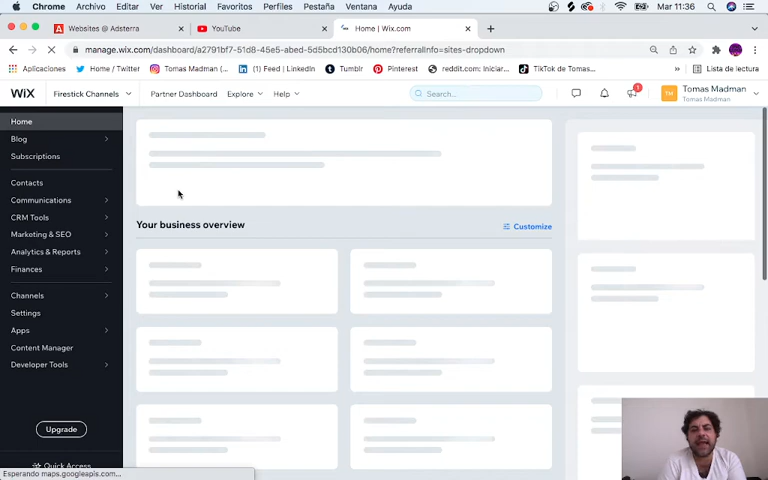 Chrome Archivo Editar Ver Historial Favoritos Perfiles Pestaña Ventana Ayuda Mar 11:36
Websites @ Adsterra YouTube Home | Wix.com
manage.wix.com/dashboard/a2791bf7-51d8-45e5-abed-5d5bcd130b06/home?referralInfo=sites-dropdown
Aplicaciones Home / Twitter Tomas Madman (... (1) Feed | LinkedIn Tumblr Pinterest reddit.com: Iniciar... TikTok de Tomas... » Lista de lectura
WiX Firestick Channels Partner Dashboard Explore Help Search... 1 TM Tomas Madman
Tomas Madman
Home
Blog
Subscriptions
Contacts
Communications
CRM Tools
Marketing & SEO
Analytics & Reports
Finances
Channels
Settings
Apps
Content Manager
Developer Tools
Upgrade
Quick Access
Esperando maps.googleapis.com...
Your business overview Customize